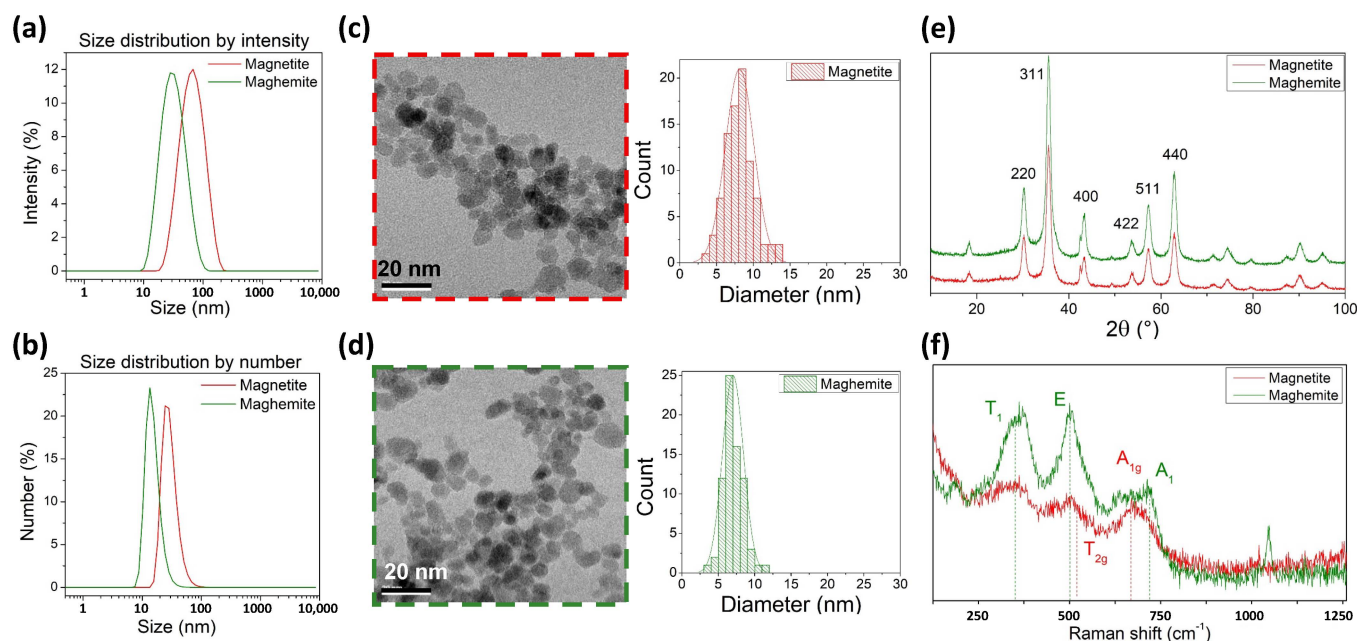 (a)
Size distribution by intensity
Magnetite
Maghemite
Intensity (%)
12
10
8
6
4
2
0
1 10 100 1000 10,000
Size (nm)
(b)
Size distribution by number
Magnetite
Maghemite
Number (%)
25
20
15
10
5
0
1 10 100 1000 10,000
Size (nm)
(c)
20 nm
Magnetite
Count
20
15
10
5
0
0 5 10 15 20 25 30
Diameter (nm)
(d)
20 nm
Maghemite
Count
25
20
15
10
5
0
0 5 10 15 20 25 30
Diameter (nm)
(e)
Magnetite
Maghemite
311
220
400
422
511
440
20 40 60 80 100
2θ (°)
(f)
Magnetite
Maghemite
T1
E
A1g
A1
T2g
250 500 750 1000 1250
Raman shift (cm-1)